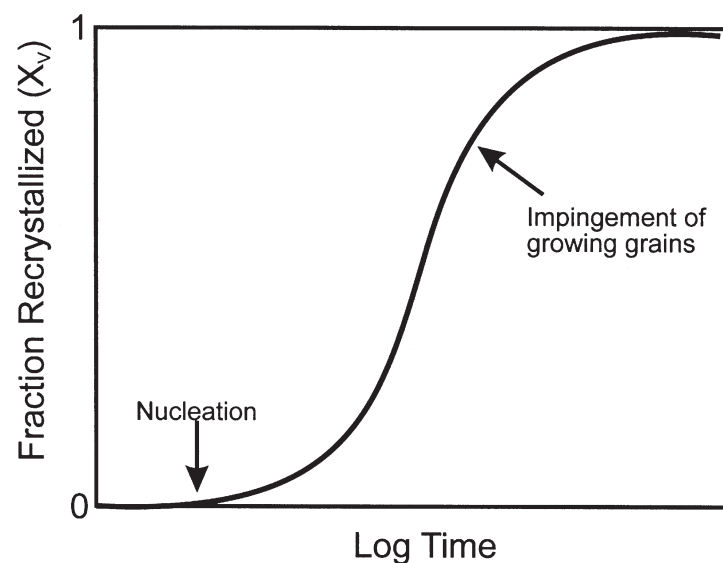 1
Fraction Recrystallized (Xv)
Impingement of
growing grains
Nucleation
0
Log Time